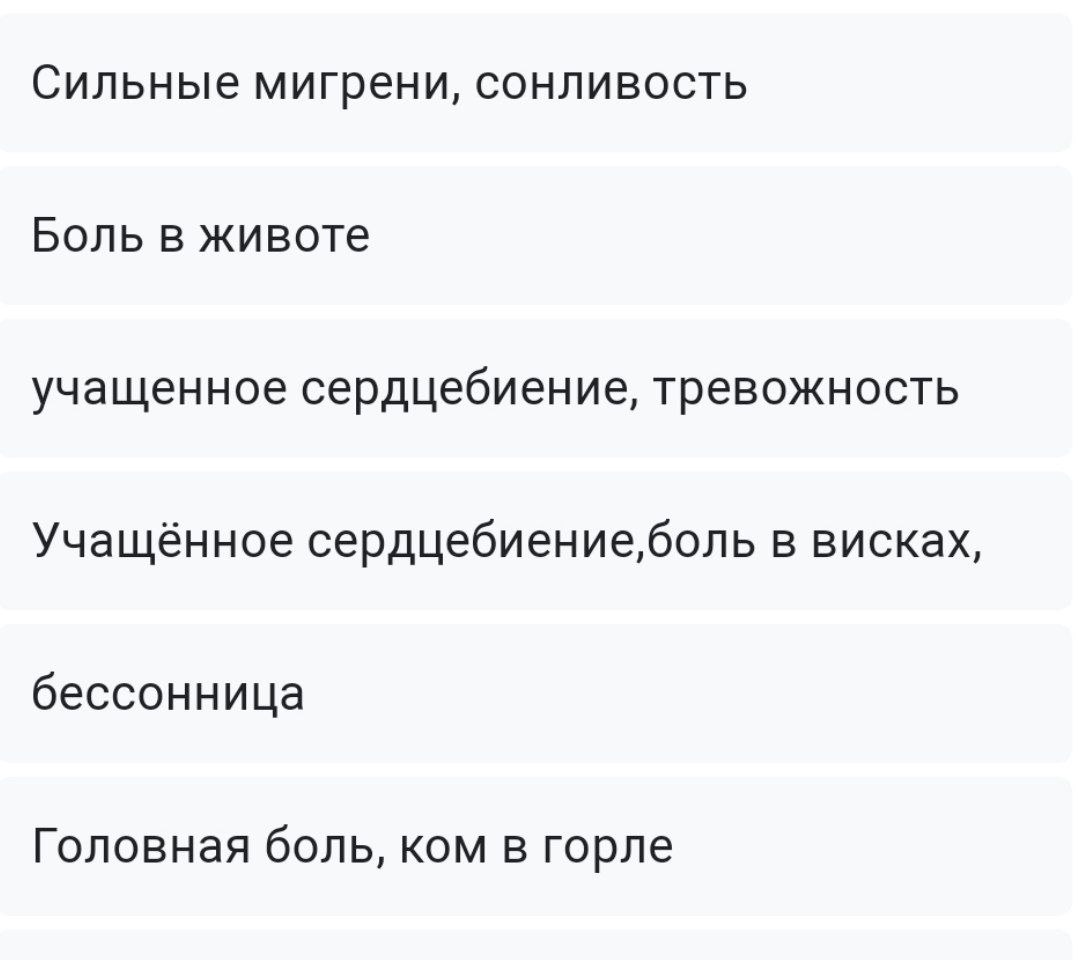 Сильные мигрени, сонливость
Боль в животе
учащенное сердцебиение, тревожность
Учащённое сердцебиение,боль в висках,
бессонница
Головная боль, ком в горле